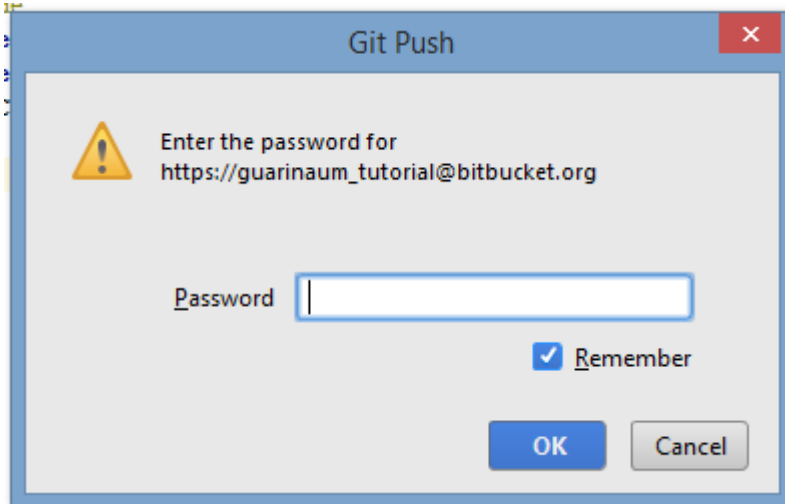 Git Push
Enter the password for
https://guarinaum_tutorial@bitbucket.org
Password
Remember
OK
Cancel